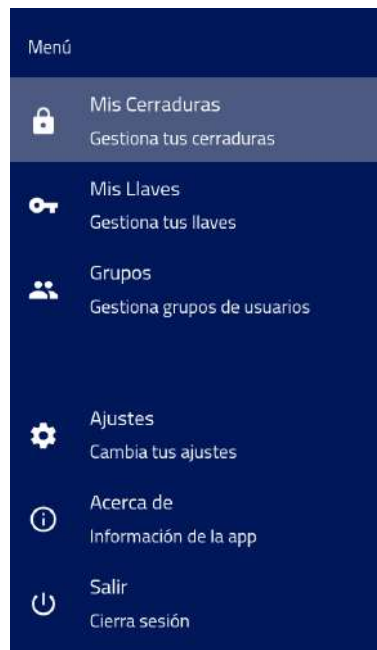 Menú
Mis Cerraduras
Gestiona tus cerraduras
Mis Llaves
Gestiona tus llaves
Grupos
Gestiona grupos de usuarios
Ajustes
Cambia tus ajustes
Acerca de
Información de la app
Salir
Cierra sesión